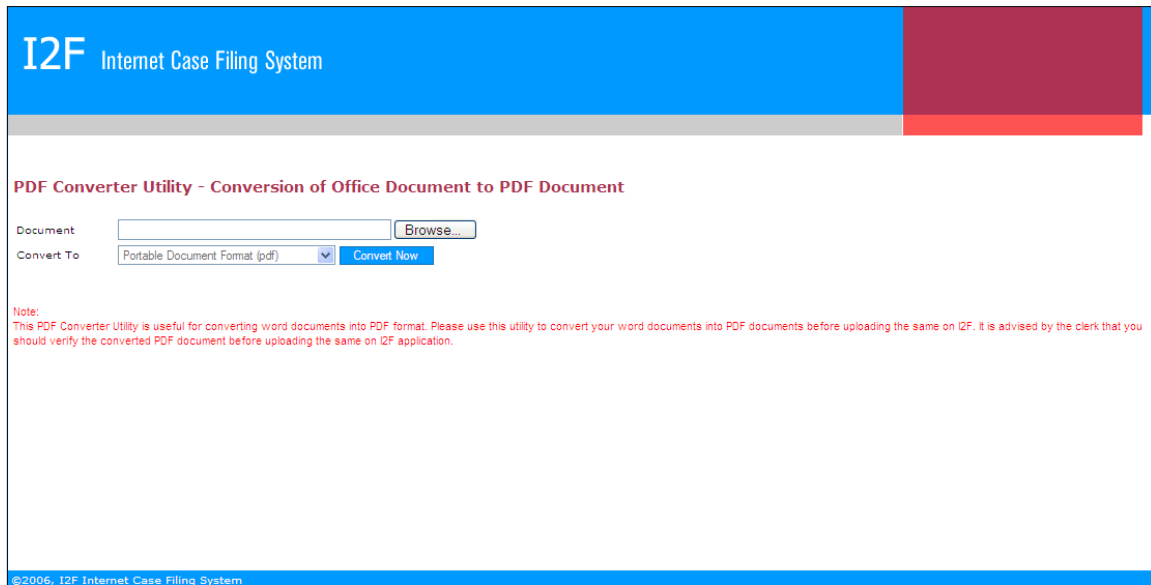 I2F Internet Case Filing System
PDF Converter Utility - Conversion of Office Document to PDF Document
Document Browse...
Convert To Portable Document Format (pdf) Convert Now
Note:
This PDF Converter Utility is useful for converting word documents into PDF format. Please use this utility to convert your word documents into PDF documents before uploading the same on I2F. It is advised by the clerk that you
should verify the converted PDF document before uploading the same on I2F application.
©2006, I2F Internet Case Filing System